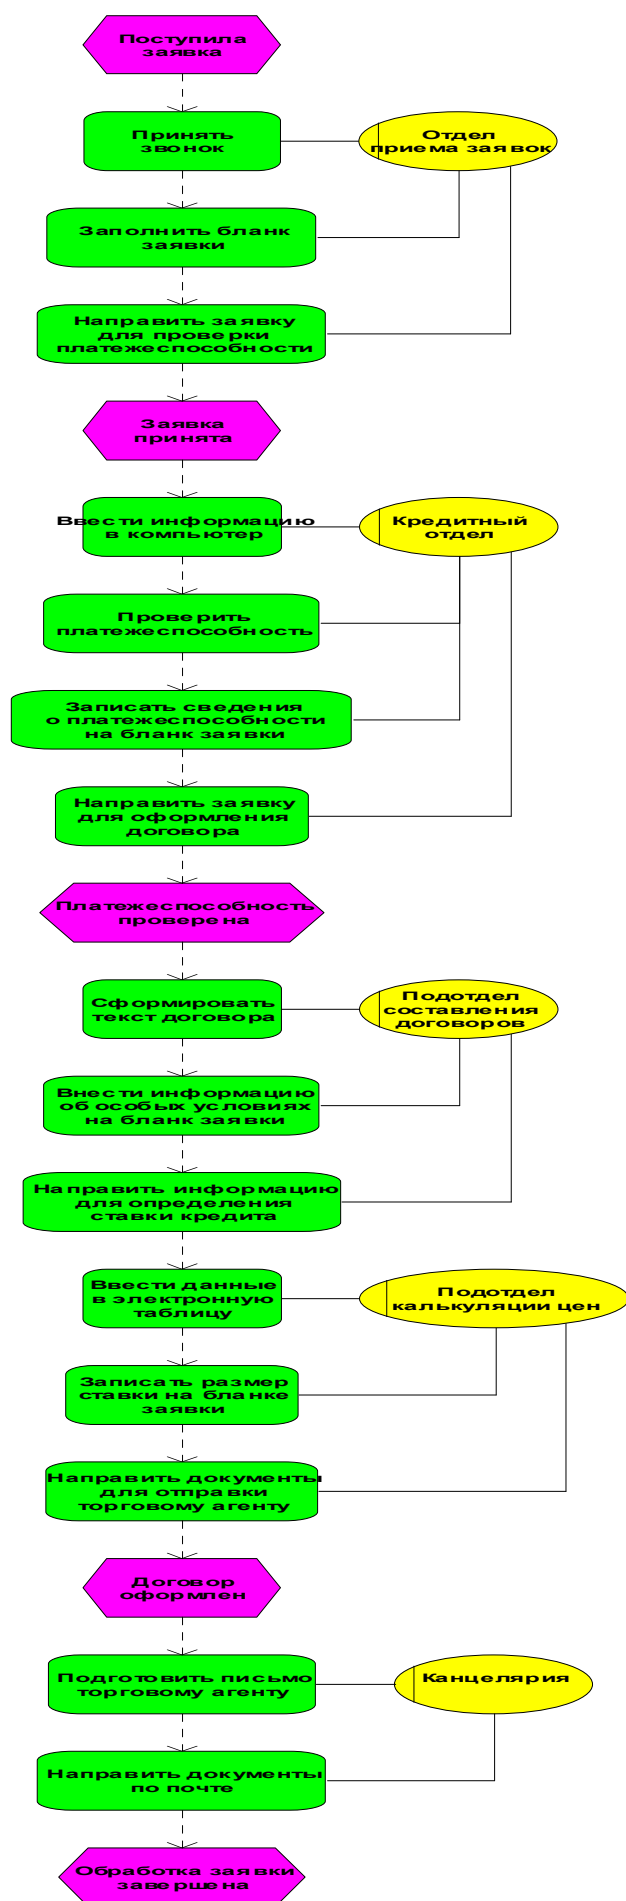 Поступила
заявка
Принять
звонок
Отдел
приема заявок
Заполнить бланк
заявки
Направить заявку
для проверки
платежеспособности
Заявка
принята
Ввести информацию
в компьютер
Кредитный
отдел
Проверить
платежеспособность
Записать сведения
о платежеспособности
на бланк заявки
Направить заявку
для оформления
договора
Платежеспособность
проверена
Сформировать
текст договора
Подотдел
составления
договоров
Внести информацию
об особых условиях
на бланк заявки
Направить информацию
для определения
ставки кредита
Ввести данные
в электронную
таблицу
Подотдел
калькуляции цен
Записать размер
ставки на бланке
заявки
Направить документы
для отправки
торговому агенту
Договор
оформлен
Подготовить письмо
торговому агенту
Канцелярия
Направить документы
по почте
Обработка заявки
завершена